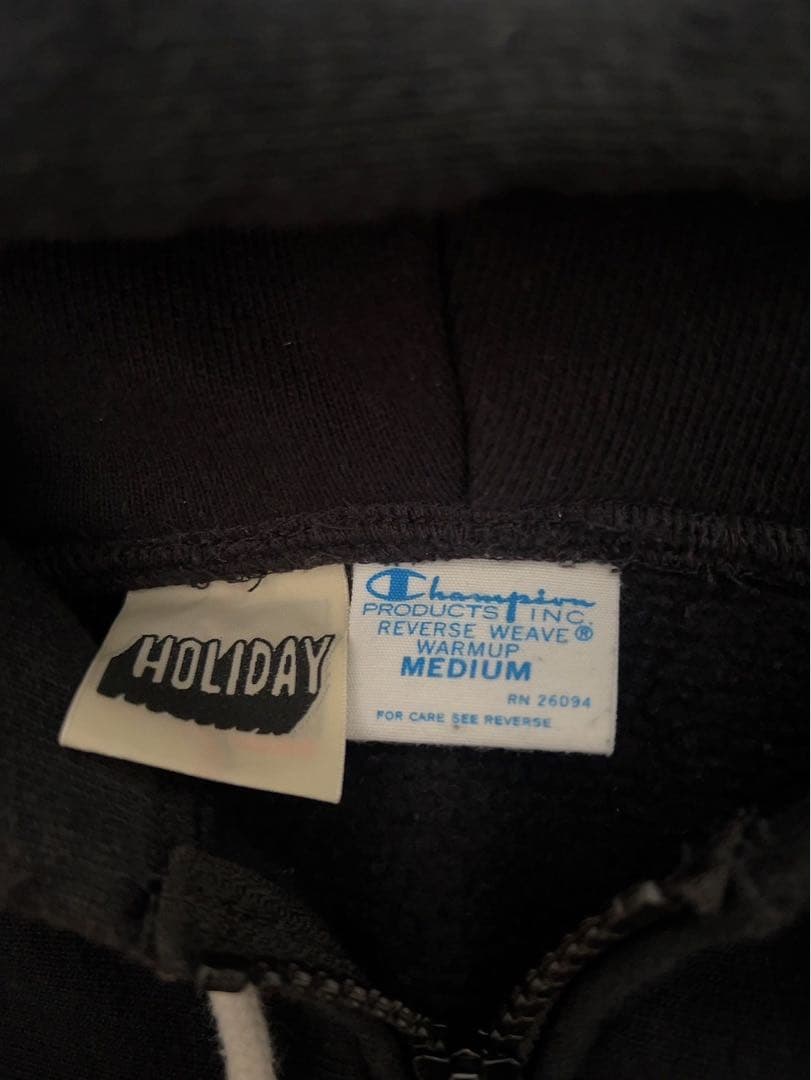 HOLIDAY
Champion
PRODUCTS INC.
REVERSE WEAVE®
WARMUP
MEDIUM
RN 26094
FOR CARE SEE REVERSE